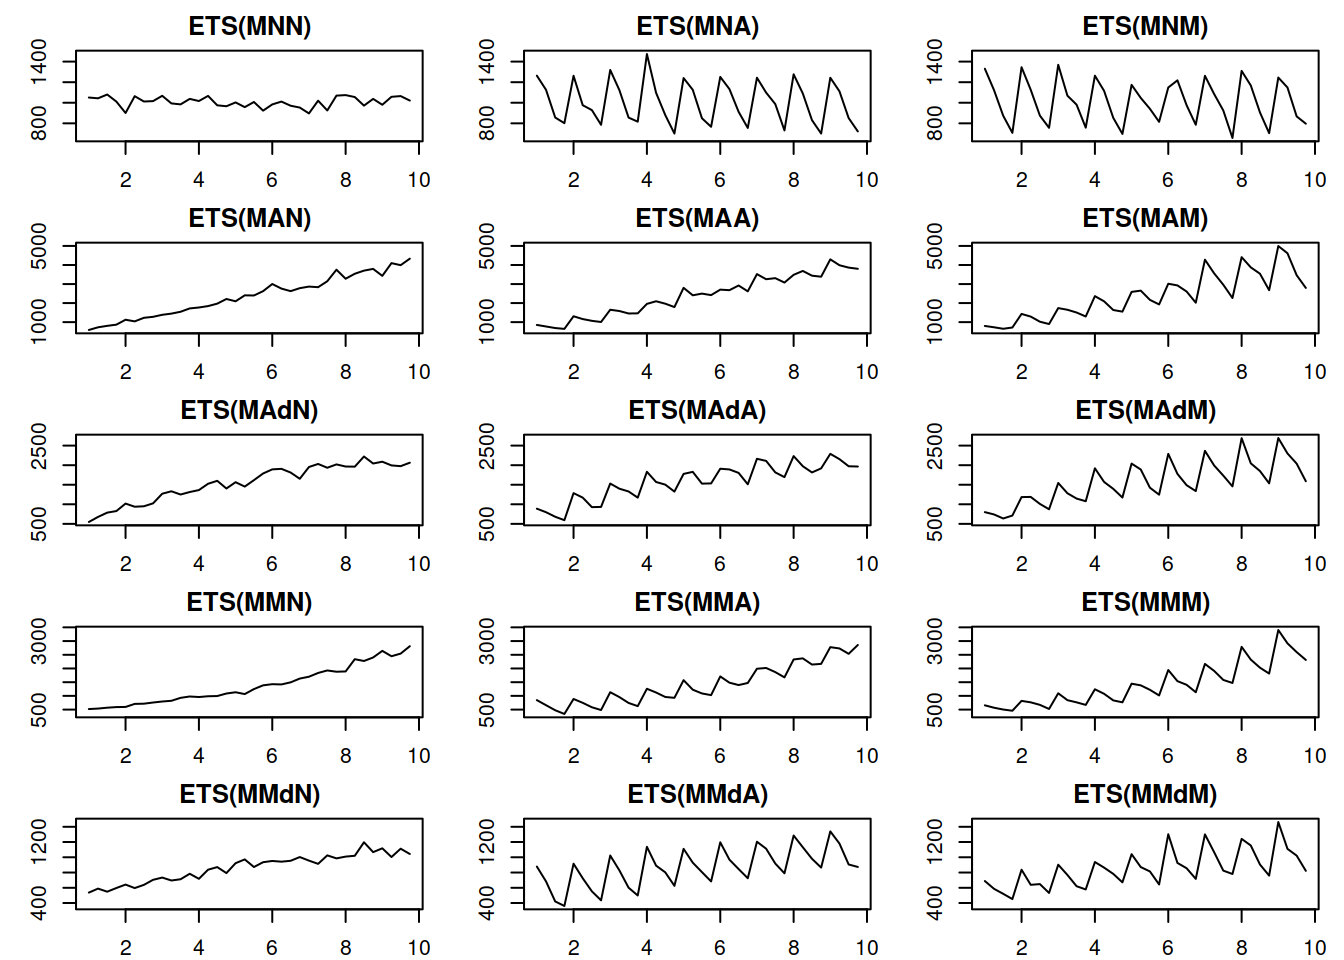 ETS(MNN) ETS(MNA) ETS(MNM)
1400 1400 1400
800 800 800
2 4 6 8 10 2 4 6 8 10 2 4 6 8 10
ETS(MAN) ETS(MAA) ETS(MAM)
5000 5000 5000
1000 1000 1000
2 4 6 8 10 2 4 6 8 10 2 4 6 8 10
ETS(MAdN) ETS(MAdA) ETS(MAdM)
2500 2500 2500
500 500 500
2 4 6 8 10 2 4 6 8 10 2 4 6 8 10
ETS(MMN) ETS(MMA) ETS(MMM)
3000 3000 3000
500 500 500
2 4 6 8 10 2 4 6 8 10 2 4 6 8 10
ETS(MMdN) ETS(MMdA) ETS(MMdM)
1200 1200 1200
400 400 400
2 4 6 8 10 2 4 6 8 10 2 4 6 8 10